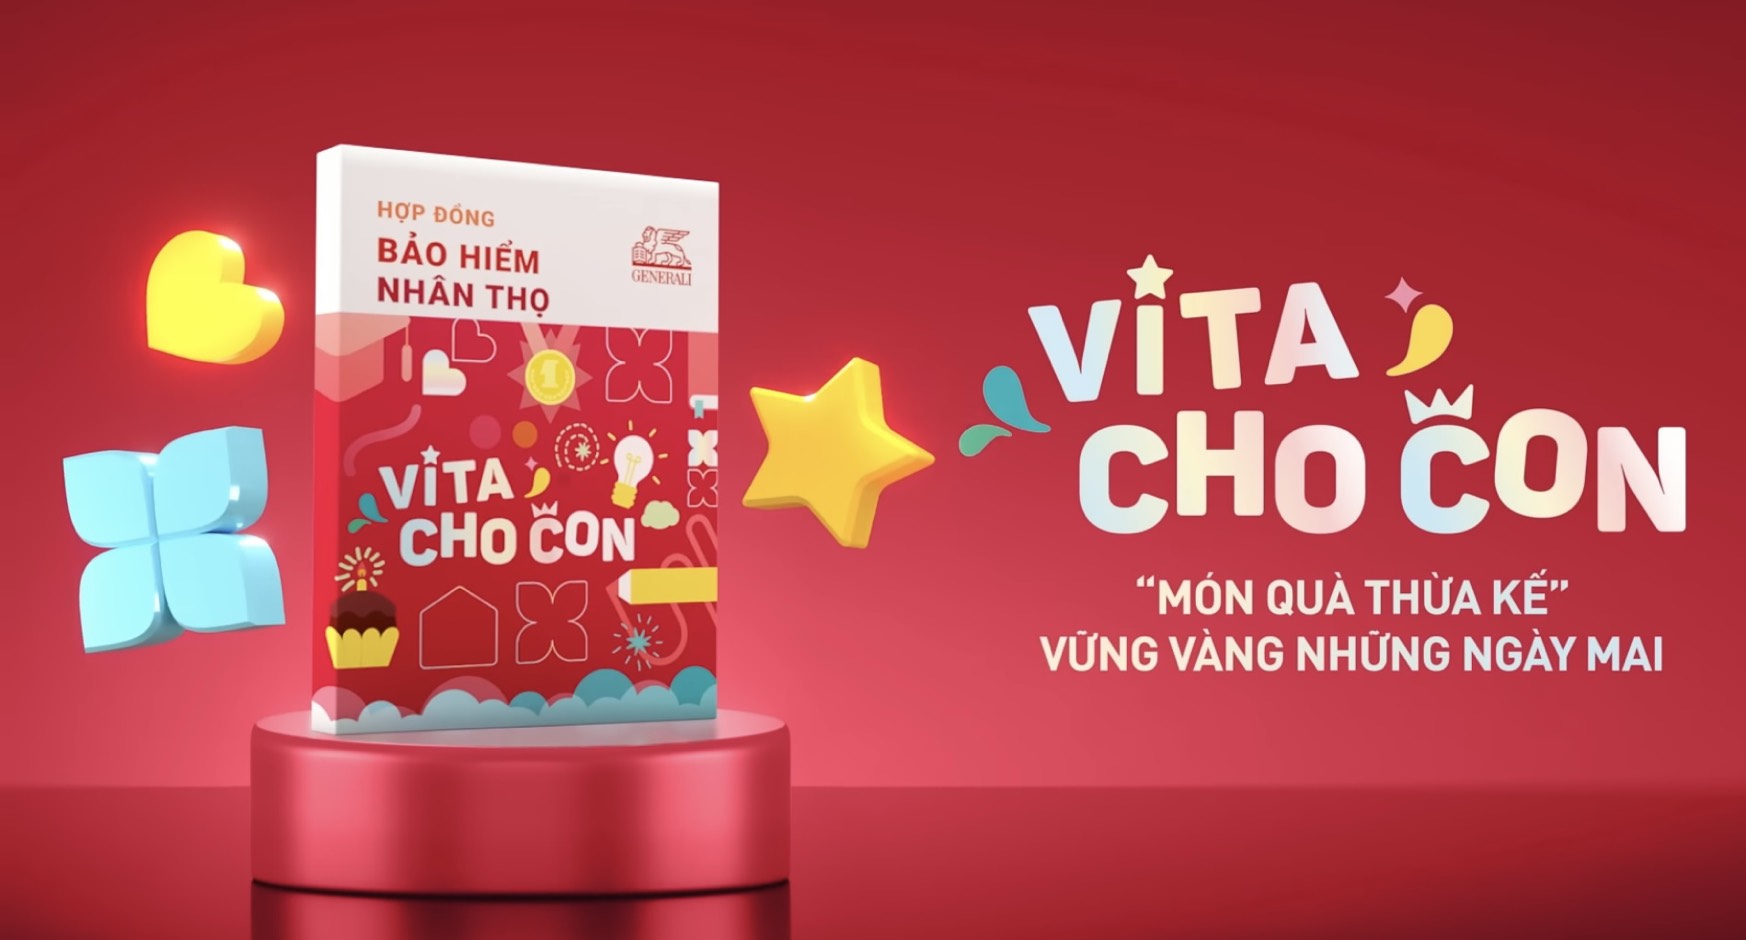 HỢP ĐỒNG
BẢO HIỂM
NHÂN THỌ
GENERALI
1
VITA
CHO CON
VITA
CHO CON
“MÓN QUÀ THỪA KẾ”
VỮNG VÀNG NHỮNG NGÀY MAI